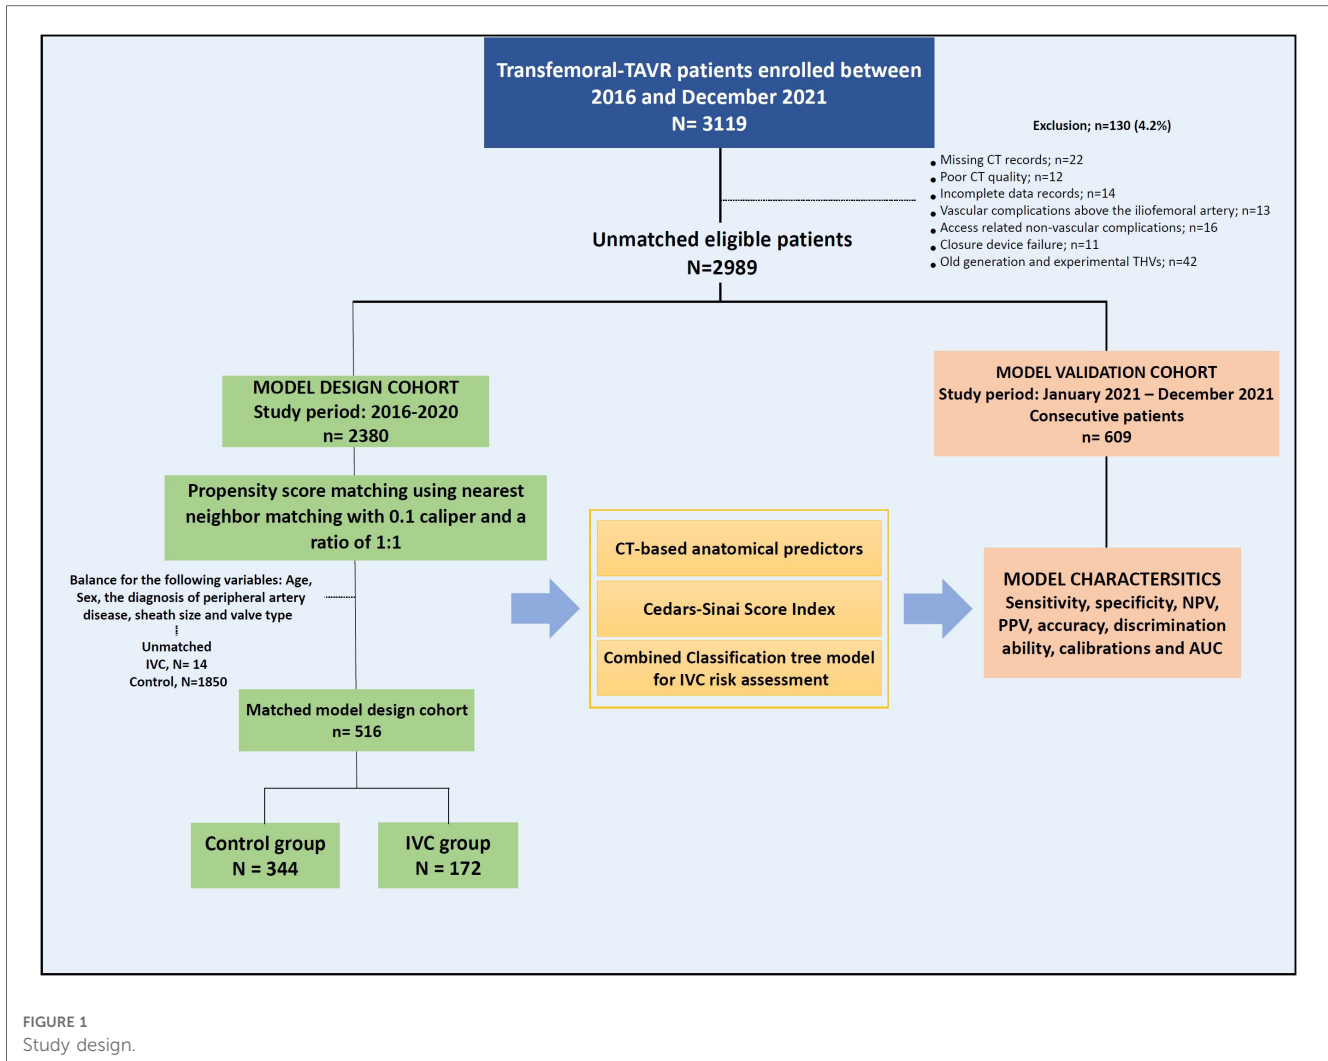 Transfemoral-TAVR patients enrolled between
2016 and December 2021
N= 3119
Exclusion; n=130 (4.2%)
• Missing CT records; n=22
• Poor CT quality; n=12
• Incomplete data records; n=14
• Vascular complications above the iliofemoral artery; n=13
• Access related non-vascular complications; n=16
• Closure device failure; n=11
• Old generation and experimental THVs; n=42
Unmatched eligible patients
N=2989
MODEL DESIGN COHORT
Study period: 2016-2020
n= 2380
MODEL VALIDATION COHORT
Study period: January 2021 – December 2021
Consecutive patients
n= 609
Propensity score matching using nearest
neighbor matching with 0.1 caliper and a
ratio of 1:1
Balance for the following variables: Age,
Sex, the diagnosis of peripheral artery
disease, sheath size and valve type
Unmatched
IVC, N= 14
Control, N=1850
CT-based anatomical predictors
Cedars-Sinai Score Index
Combined Classification tree model
for IVC risk assessment
MODEL CHARACTERSITICS
Sensitivity, specificity, NPV,
PPV, accuracy, discrimination
ability, calibrations and AUC
Matched model design cohort
n= 516
Control group
N = 344
IVC group
N = 172
FIGURE 1
Study design.